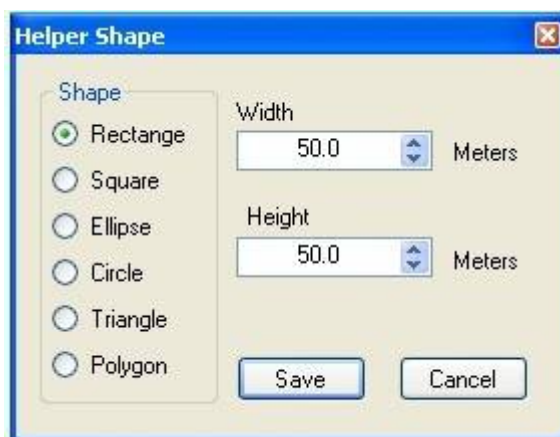 Helper Shape
Shape
Rectange
Square
Ellipse
Circle
Triangle
Polygon
Width
50.0 Meters
Height
50.0 Meters
Save Cancel